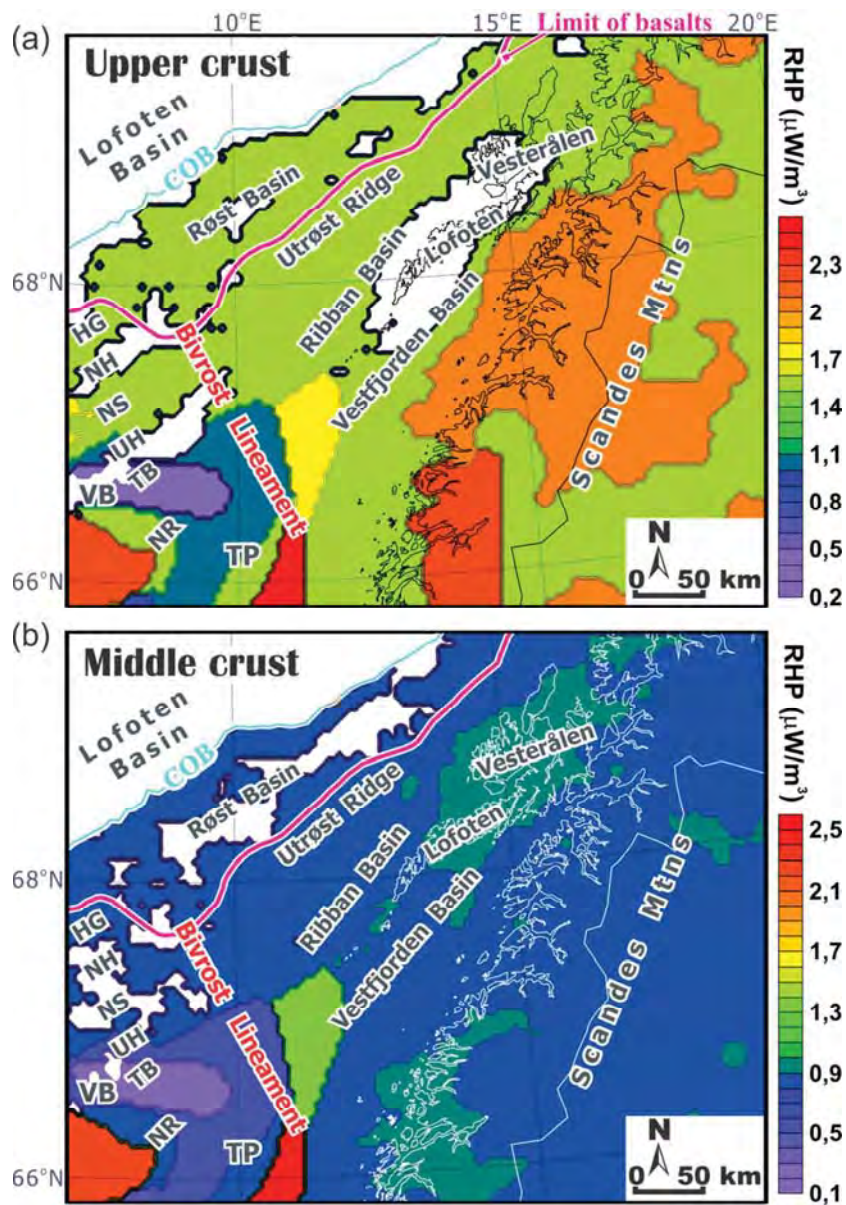 (a)
10°E
15°E
20°E
Limit of basalts
Upper crust
Lofoten
Basin
COB
Røst Basin
Utrøst Ridge
Vesterålen
Lofoten
Ribban Basin
Vestfjorden Basin
Scandes Mtns
68°N
HG
NH
NS
UH
TB
VB
NR
TP
Bivrost Lineament
66°N
N
0 50 km
RHP (μW/m³)
2,3
2
1,7
1,4
1,1
0,8
0,5
0,2
(b)
Middle crust
Lofoten
Basin
COB
Røst Basin
Utrøst Ridge
Vesterålen
Lofoten
Ribban Basin
Vestfjorden Basin
Scandes Mtns
68°N
HG
NH
NS
UH
TB
VB
NR
TP
Bivrost Lineament
66°N
N
0 50 km
RHP (μW/m³)
2,5
2,1
1,7
1,3
0,9
0,5
0,1